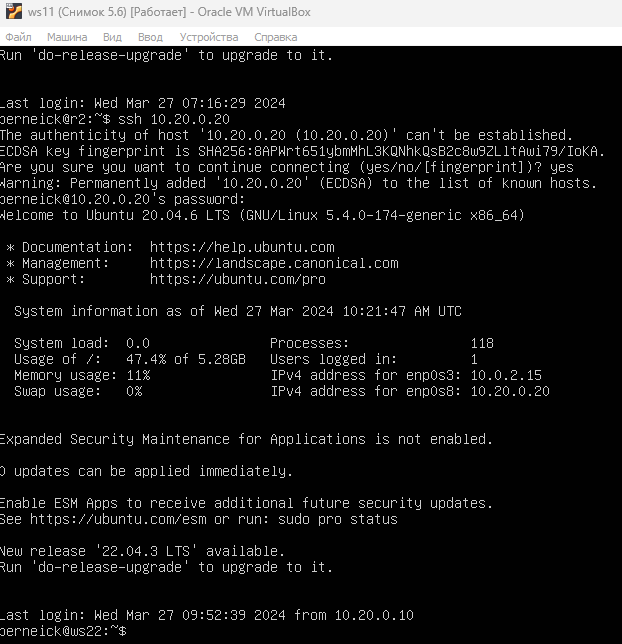 ws11 (Снимок 5.6) [Работает] - Oracle VM VirtualBox
Файл Машина Вид Ввод Устройства Справка
Run 'do-release-upgrade' to upgrade to it.
Last login: Wed Mar 27 07:16:29 2024
perneick@r2:~$ ssh 10.20.0.20
The authenticity of host '10.20.0.20 (10.20.0.20)' can't be established.
ECDSA key fingerprint is SHA256:8APWrt651ybmMhL3KQNhkQsB2c8w9ZLltAwi79/IoKA.
Are you sure you want to continue connecting (yes/no/[fingerprint])? yes
Warning: Permanently added '10.20.0.20' (ECDSA) to the list of known hosts.
perneick@10.20.0.20's password:
Welcome to Ubuntu 20.04.6 LTS (GNU/Linux 5.4.0-174-generic x86_64)
* Documentation: https://help.ubuntu.com
* Management: https://landscape.canonical.com
* Support: https://ubuntu.com/pro
System information as of Wed 27 Mar 2024 10:21:47 AM UTC
System load: 0.0 Processes: 118
Usage of /: 47.4% of 5.28GB Users logged in: 1
Memory usage: 11% IPv4 address for enp0s3: 10.0.2.15
Swap usage: 0% IPv4 address for enp0s8: 10.20.0.20
Expanded Security Maintenance for Applications is not enabled.
0 updates can be applied immediately.
Enable ESM Apps to receive additional future security updates.
See https://ubuntu.com/esm or run: sudo pro status
New release '22.04.3 LTS' available.
Run 'do-release-upgrade' to upgrade to it.
Last login: Wed Mar 27 09:52:39 2024 from 10.20.0.10
perneick@ws22:~$